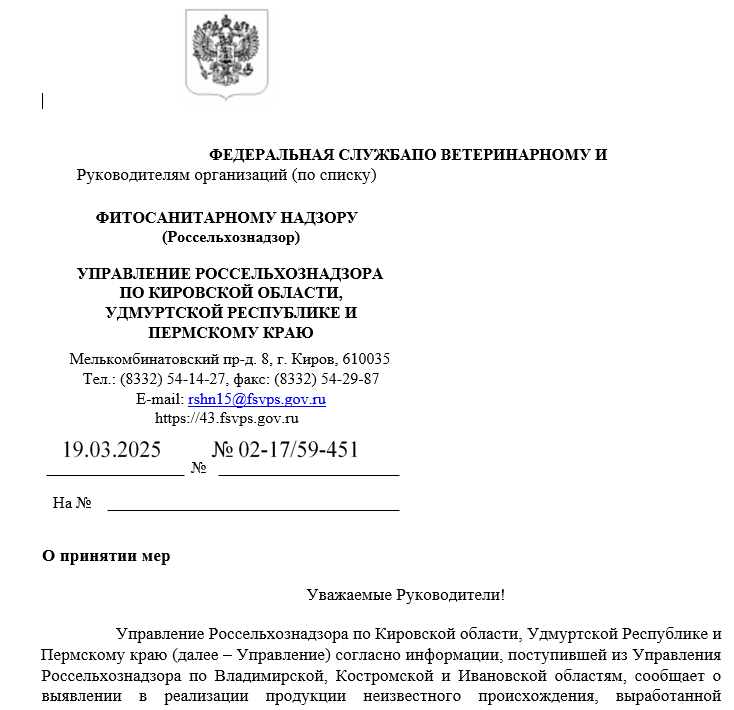 ФЕДЕРАЛЬНАЯ СЛУЖБАПО ВЕТЕРИНАРНОМУ И
Руководителям организаций (по списку)
ФИТОСАНИТАРНОМУ НАДЗОРУ
(Россельхознадзор)
УПРАВЛЕНИЕ РОССЕЛЬХОЗНАДЗОРА
ПО КИРОВСКОЙ ОБЛАСТИ,
УДМУРТСКОЙ РЕСПУБЛИКЕ И
ПЕРМСКОМУ КРАЮ
Мелькомбинатовский пр-д. 8, г. Киров, 610035
Тел.: (8332) 54-14-27, факс: (8332) 54-29-87
E-mail: rshn15@fsvps.gov.ru
https://43.fsvps.gov.ru
19.03.2025 № 02-17/59-451
№
На №
О принятии мер
Уважаемые Руководители!
Управление Россельхознадзора по Кировской области, Удмуртской Республике и
Пермскому краю (далее – Управление) согласно информации, поступившей из Управления
Россельхознадзора по Владимирской, Костромской и Ивановской областям, сообщает о
выявлении в реализации продукции неизвестного происхождения, выработанной